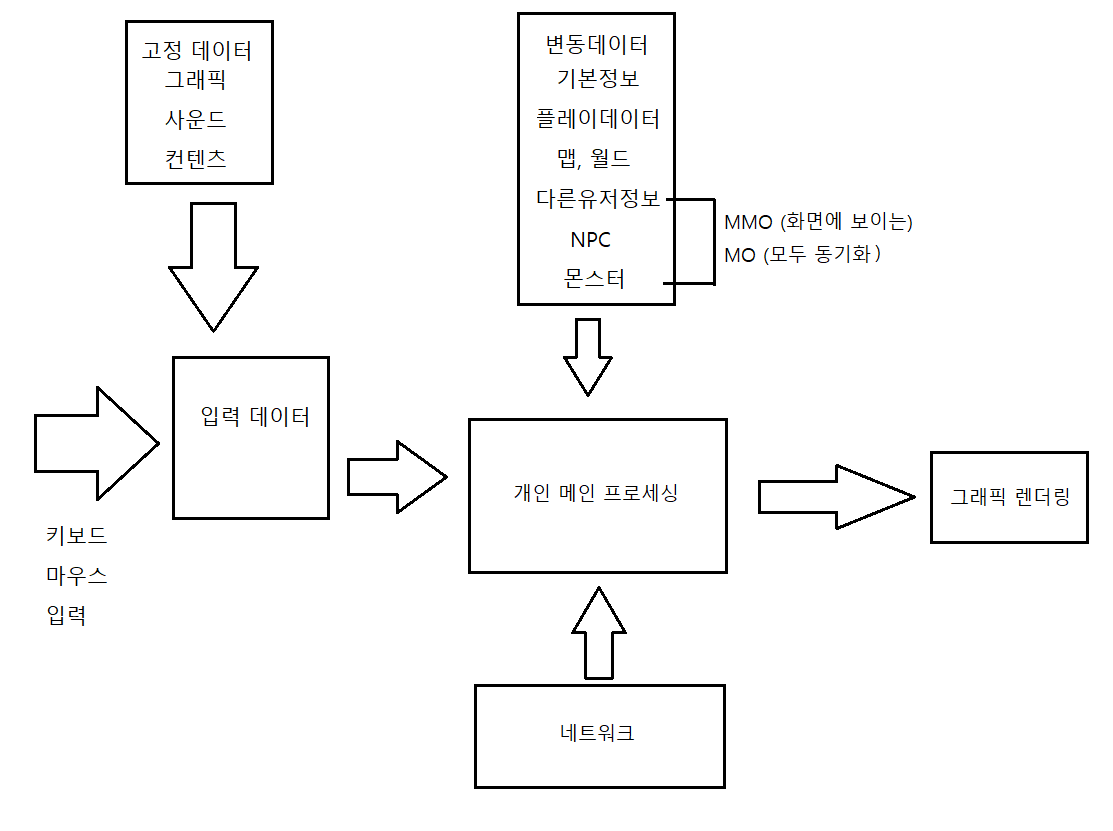 고정 데이터
그래픽
사운드
컨텐츠
변동데이터
기본정보
플레이데이터
맵, 월드
다른유저정보
NPC
몬스터
MMO (화면에 보이는)
MO (모두 동기화)
입력 데이터
키보드
마우스
입력
개인 메인 프로세싱
그래픽 렌더링
네트워크